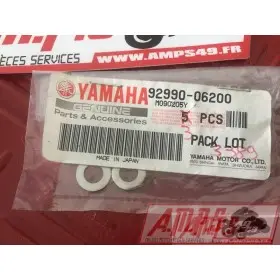 PIÈCES SERVICES
WWW.AMPS49.FR
YAMAHA
GENUINE
Parts & Accessories
MADE IN JAPAN
92990-06200
M090205Y
5 PCS
PACK LOT
YAMAHA MOTOR CO., LTD.